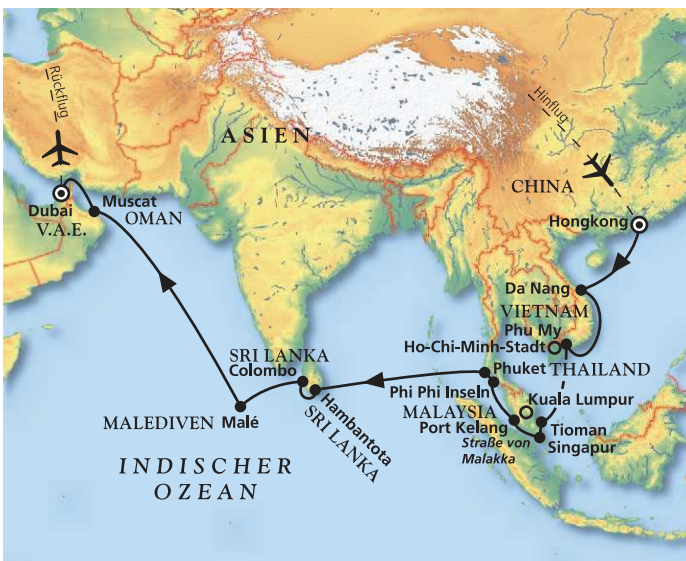 Rückflug
Hinflug
ASIEN
CHINA
Muscat
Dubai
OMAN
V.A.E.
Hongkong
Da Nang
VIETNAM
Phu My
Ho-Chi-Minh-Stadt
SRI LANKA
Colombo
Phuket THAILAND
Phi Phi Inseln
Kuala Lumpur
Hambantota
SRI LANKA
MALAYSIA
MALEDIVEN Malé
Port Kelang
Tioman
Straße von
Malakka
Singapur
INDISCHER
OZEAN